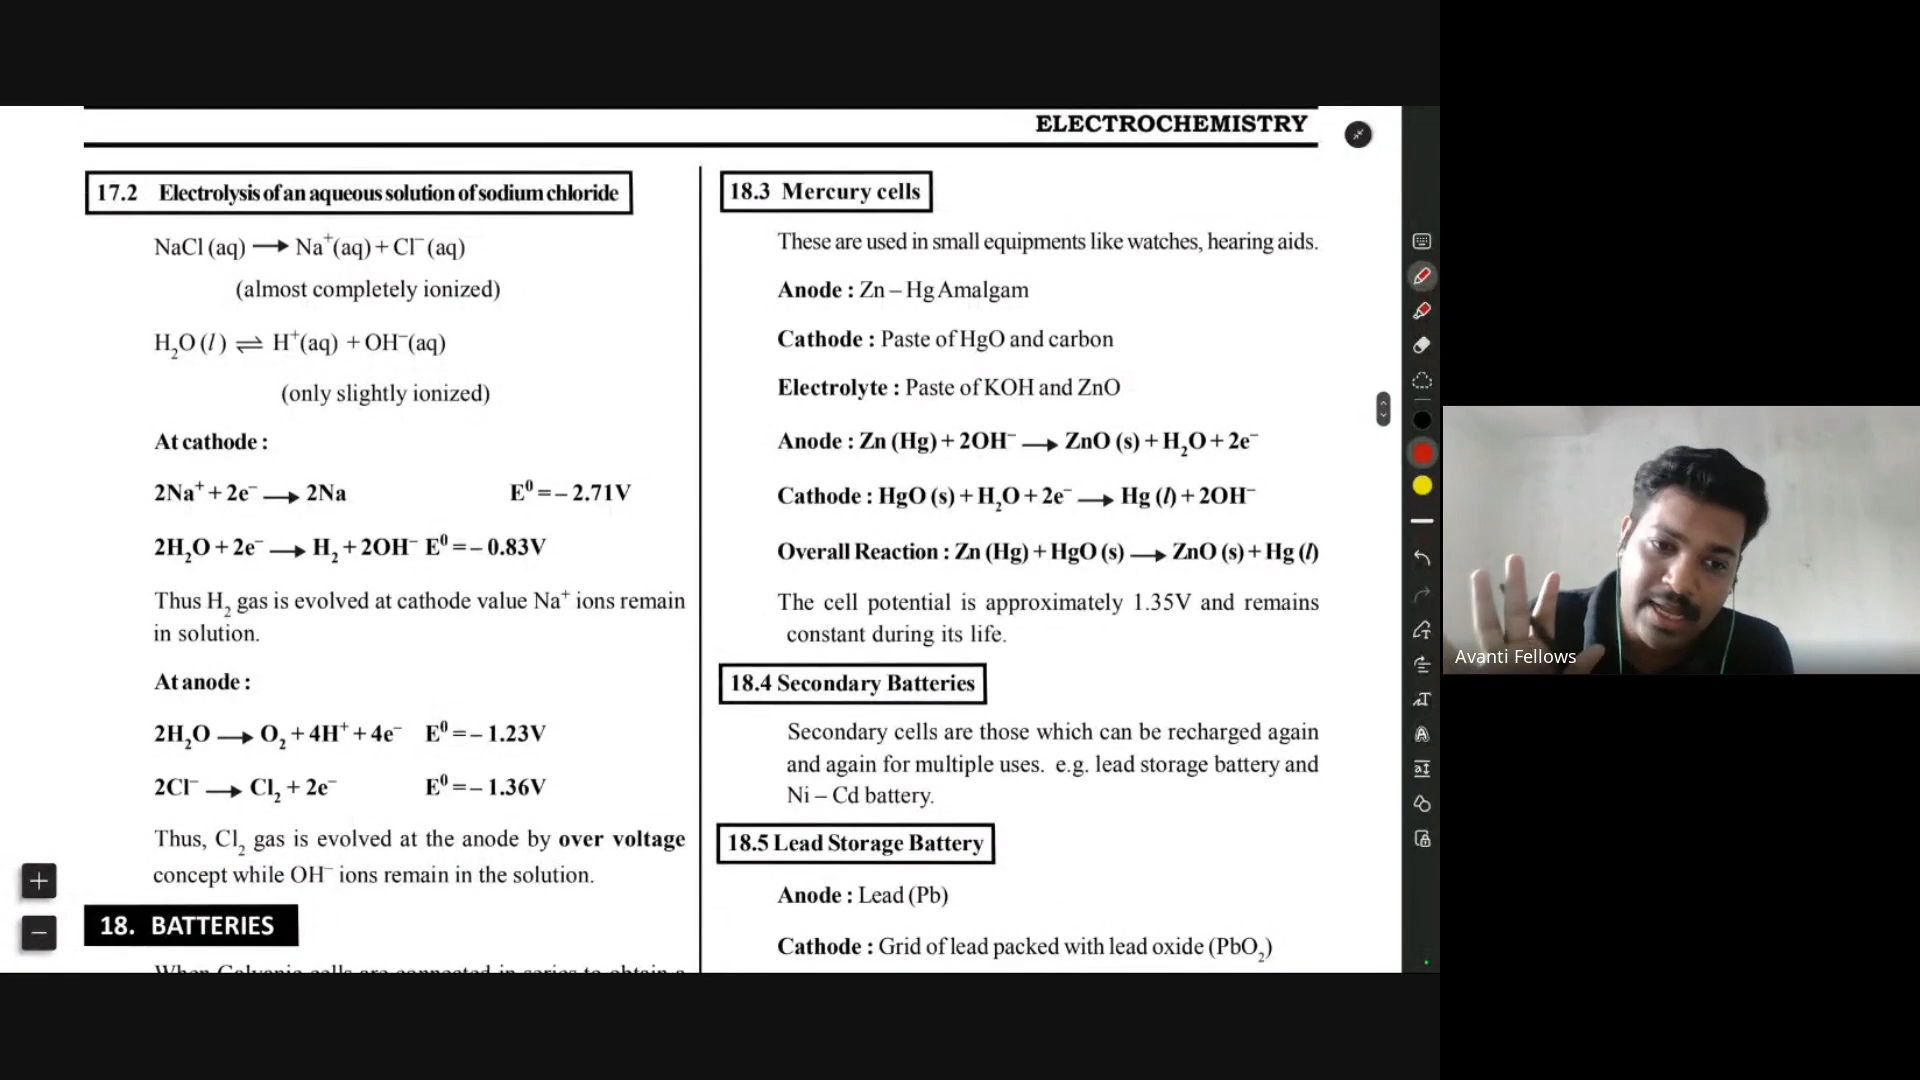 ELECTROCHEMISTRY
17.2 Electrolysis of an aqueous solution of sodium chloride
NaCl (aq) ⟶ Na⁺(aq) + Cl⁻ (aq)
(almost completely ionized)
H₂O (l) ⇌ H⁺(aq) + OH⁻(aq)
(only slightly ionized)
At cathode :
2Na⁺ + 2e⁻ ⟶ 2Na E⁰ = – 2.71V
2H₂O + 2e⁻ ⟶ H₂ + 2OH⁻ E⁰ = – 0.83V
Thus H₂ gas is evolved at cathode value Na⁺ ions remain
in solution.
At anode :
2H₂O ⟶ O₂ + 4H⁺ + 4e⁻ E⁰ = – 1.23V
2Cl⁻ ⟶ Cl₂ + 2e⁻ E⁰ = – 1.36V
Thus, Cl₂ gas is evolved at the anode by over voltage
concept while OH⁻ ions remain in the solution.
18. BATTERIES
When Galvanic cells are connected in series to obtain a
18.3 Mercury cells
These are used in small equipments like watches, hearing aids.
Anode : Zn – Hg Amalgam
Cathode : Paste of HgO and carbon
Electrolyte : Paste of KOH and ZnO
Anode : Zn (Hg) + 2OH⁻ ⟶ ZnO (s) + H₂O + 2e⁻
Cathode : HgO (s) + H₂O + 2e⁻ ⟶ Hg (l) + 2OH⁻
Overall Reaction : Zn (Hg) + HgO (s) ⟶ ZnO (s) + Hg (l)
The cell potential is approximately 1.35V and remains
constant during its life.
18.4 Secondary Batteries
Secondary cells are those which can be recharged again
and again for multiple uses. e.g. lead storage battery and
Ni – Cd battery.
18.5 Lead Storage Battery
Anode : Lead (Pb)
Cathode : Grid of lead packed with lead oxide (PbO₂)
Avanti Fellows